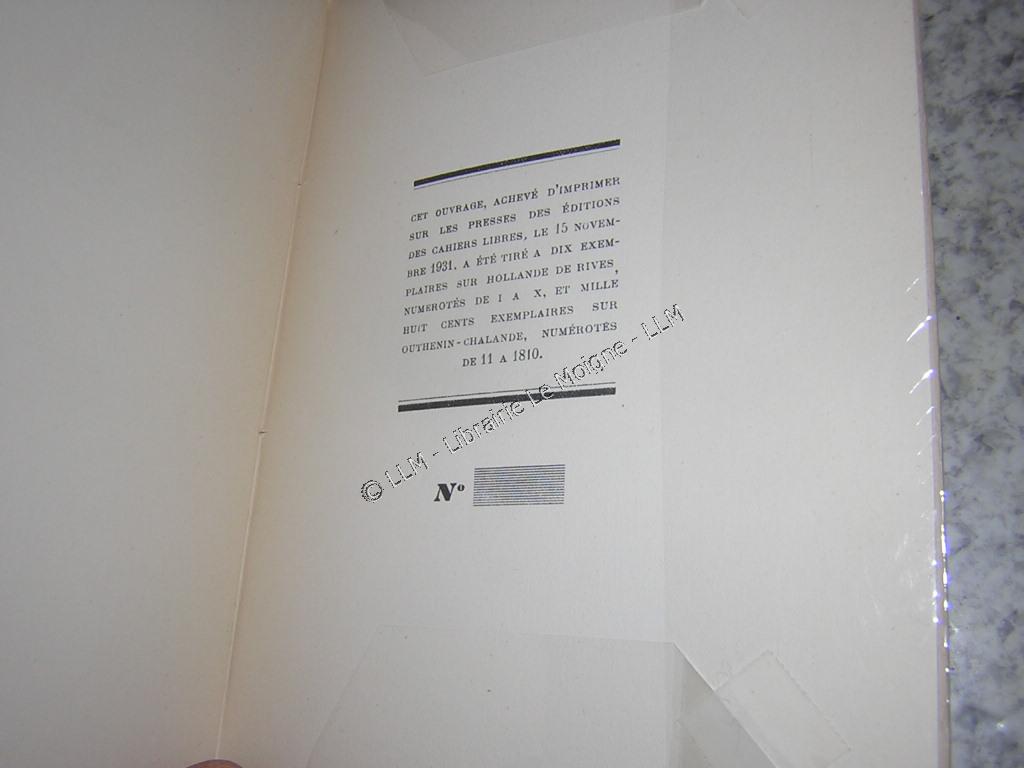 CET OUVRAGE, ACHEVÉ D'IMPRIMER
SUR LES PRESSES DES ÉDITIONS
DES CAHIERS LIBRES, LE 15 NOVEM-
BRE 1931. A ÉTÉ TIRÉ A DIX EXEM-
PLAIRES SUR HOLLANDE DE RIVES,
NUMEROTÉS DE I A X, ET MILLE
HUIT CENTS EXEMPLAIRES SUR
OUTHENIN-CHALANDE, NUMÉROTÉS
DE 11 A 1810.
© LLM - Librairie Le Moigne - LLM
Nº